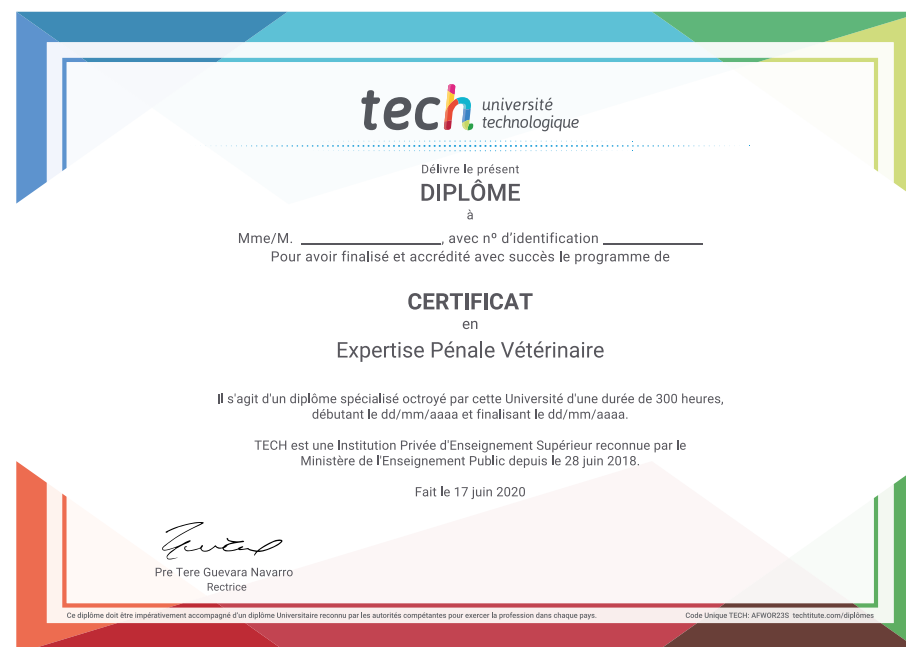 tech université
technologique
Délivre le présent
DIPLÔME
à
Mme/M. ____________________, avec nº d'identification ______________
Pour avoir finalisé et accrédité avec succès le programme de
CERTIFICAT
en
Expertise Pénale Vétérinaire
Il s'agit d'un diplôme spécialisé octroyé par cette Université d'une durée de 300 heures,
débutant le dd/mm/aaaa et finalisant le dd/mm/aaaa.
TECH est une Institution Privée d'Enseignement Supérieur reconnue par le
Ministère de l'Enseignement Public depuis le 28 juin 2018.
Fait le 17 juin 2020
Pre Tere Guevara Navarro
Rectrice
Ce diplôme doit être impérativement accompagné d'un diplôme Universitaire reconnu par les autorités compétantes pour exercer la profession dans chaque pays.
Code Unique TECH: AFWOR23S techtitute.com/diplômes